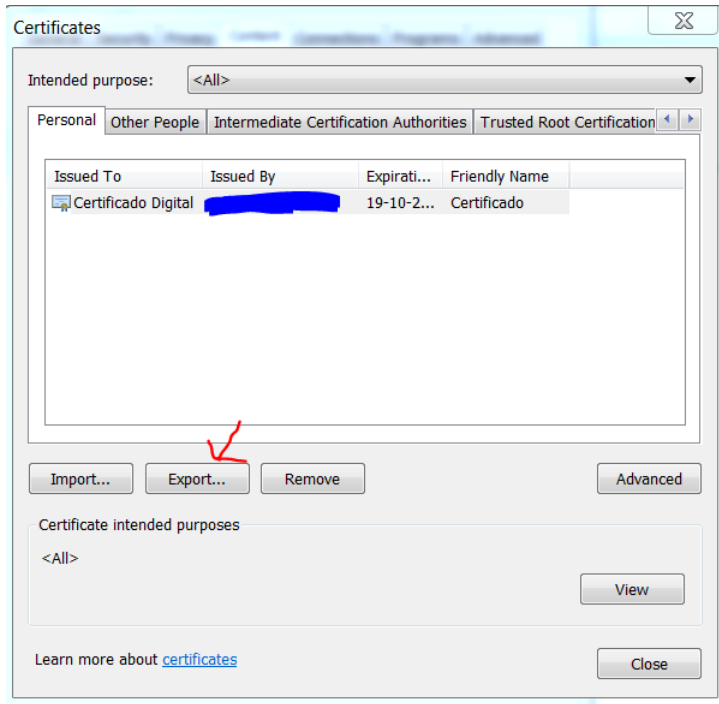 Certificates
Intended purpose: <All>
Personal Other People Intermediate Certification Authorities Trusted Root Certification
Issued To Issued By Expirati... Friendly Name
Certificado Digital 19-10-2... Certificado
Import... Export... Remove Advanced
Certificate intended purposes
<All>
View
Learn more about certificates
Close